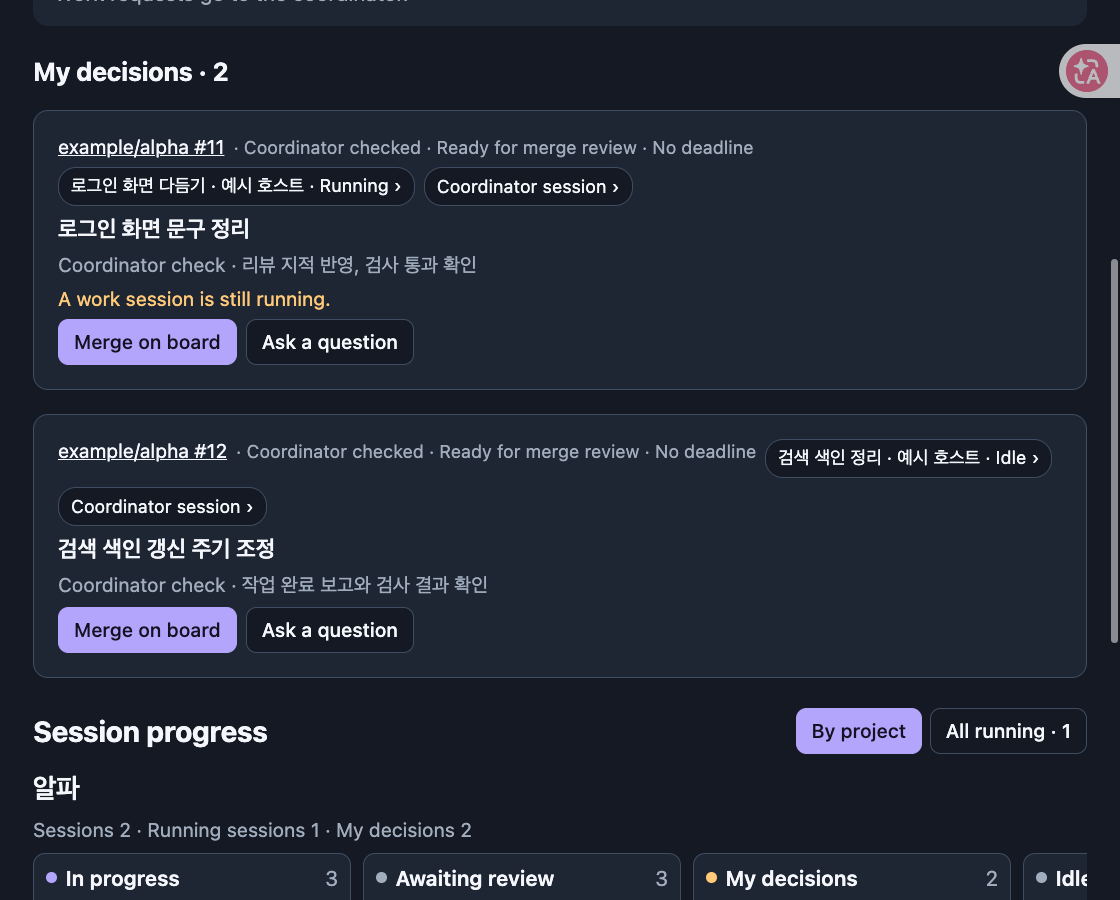 My decisions · 2
example/alpha #11 · Coordinator checked · Ready for merge review · No deadline
로그인 화면 다듬기 · 예시 호스트 · Running › Coordinator session ›
로그인 화면 문구 정리
Coordinator check · 리뷰 지적 반영, 검사 통과 확인
A work session is still running.
Merge on board Ask a question
example/alpha #12 · Coordinator checked · Ready for merge review · No deadline 검색 색인 정리 · 예시 호스트 · Idle ›
Coordinator session ›
검색 색인 갱신 주기 조정
Coordinator check · 작업 완료 보고와 검사 결과 확인
Merge on board Ask a question
Session progress By project All running · 1
알파
Sessions 2 · Running sessions 1 · My decisions 2
In progress 3 Awaiting review 3 My decisions 2